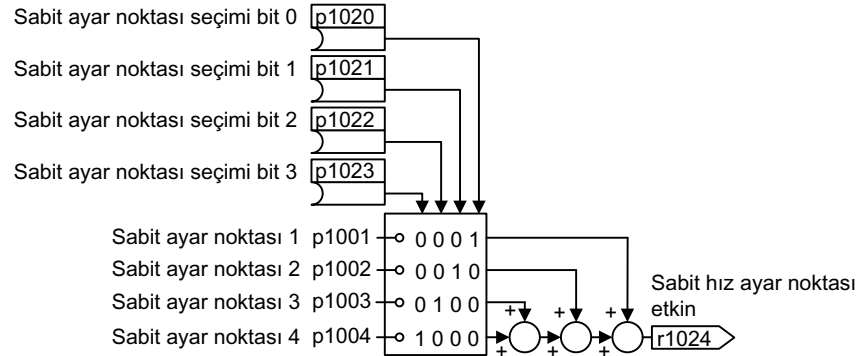 Sabit ayar noktası seçimi bit 0 p1020
Sabit ayar noktası seçimi bit 1 p1021
Sabit ayar noktası seçimi bit 2 p1022
Sabit ayar noktası seçimi bit 3 p1023
Sabit ayar noktası 1 p1001 0 0 0 1
Sabit ayar noktası 2 p1002 0 0 1 0
Sabit ayar noktası 3 p1003 0 1 0 0
Sabit ayar noktası 4 p1004 1 0 0 0
+ + +
+ + +
Sabit hız ayar noktası
etkin
r1024